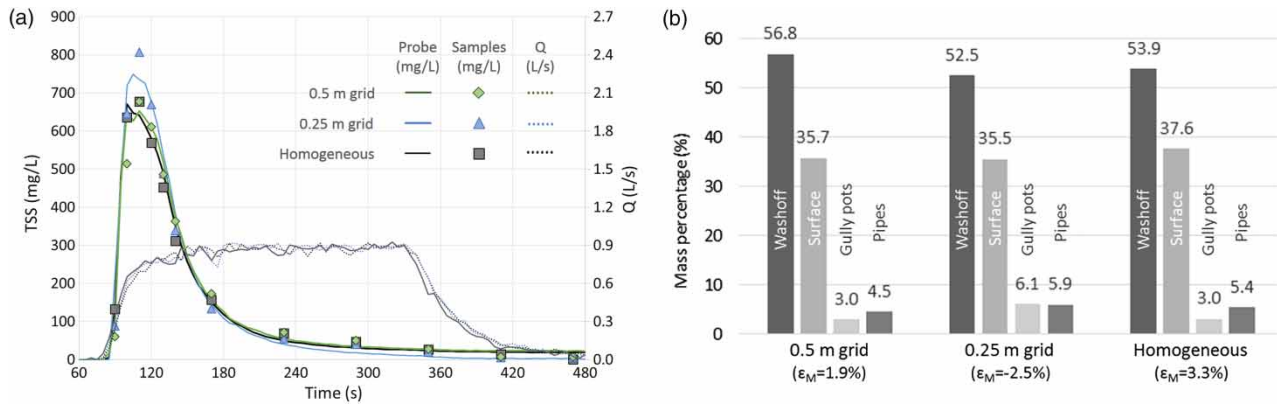 (a)
900
800
700
600
500
400
300
200
100
0
TSS (mg/L)
60 120 180 240 300 360 420 480
Time (s)
2.7
2.4
2.1
1.8
1.5
1.2
0.9
0.6
0.3
0.0
Q (L/s)
Probe Samples Q
(mg/L) (mg/L) (L/s)
0.5 m grid
0.25 m grid
Homogeneous
(b)
60
50
40
30
20
10
0
Mass percentage (%)
56.8 35.7 3.0 4.5
Washoff Surface Gully pots Pipes
52.5 35.5 6.1 5.9
Washoff Surface Gully pots Pipes
53.9 37.6 3.0 5.4
Washoff Surface Gully pots Pipes
0.5 m grid 0.25 m grid Homogeneous
(εM=1.9%) (εM=-2.5%) (εM=3.3%)